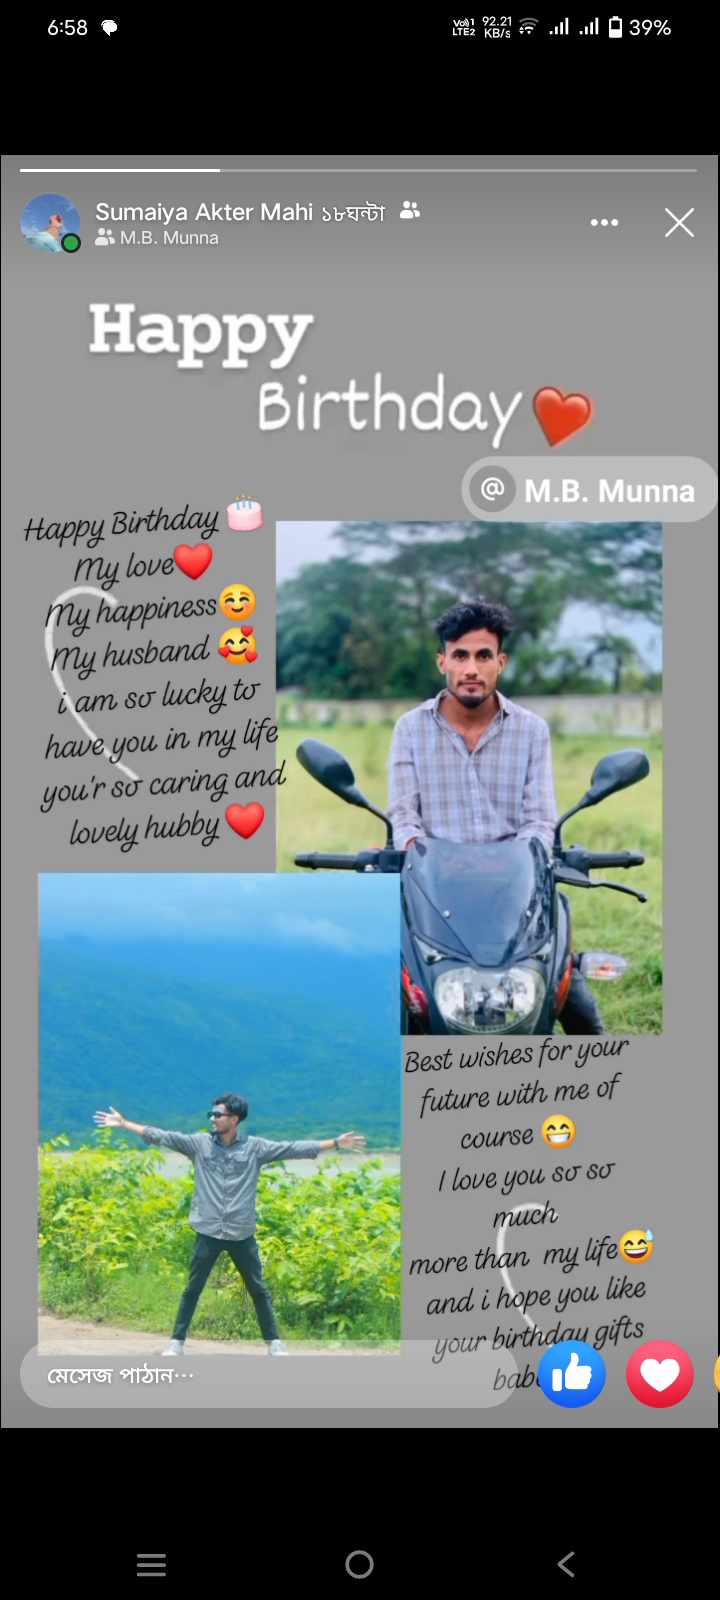 6:58
Vo))1 LTE2 92.21 KB/s 39%
Sumaiya Akter Mahi ১৮ঘন্টা
M.B. Munna
Happy
Birthday❤️
@ M.B. Munna
Happy Birthday 🎂
My love❤️
My happiness☺️
My husband 🥰
i am so lucky to
have you in my life
you'r so caring and
lovely hubby❤️
Best wishes for your
future with me of
course 😁
I love you so so
much
more than my life😅
and i hope you like
your birthday gifts
মেসেজ পাঠান...